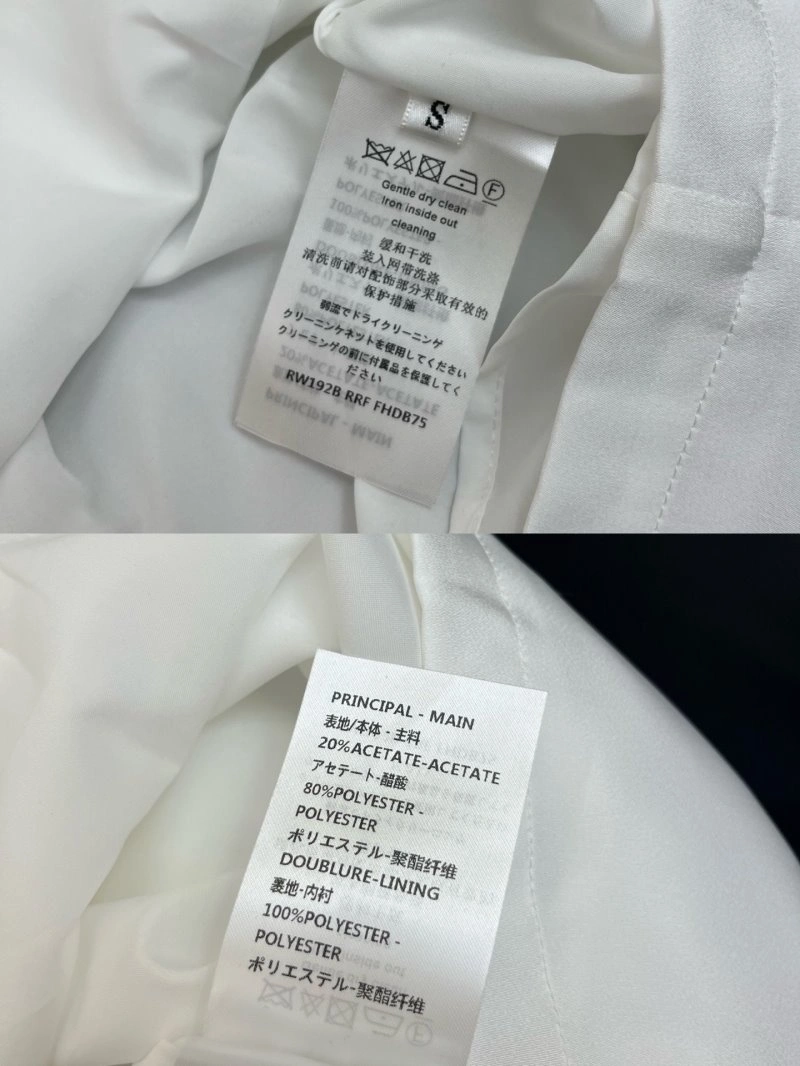 S
F
Gentle dry clean
Iron inside out
cleaning
缓和干洗
装入网带洗涤
清洗前请对配饰部分采取有效的
保护措施
弱流でドライクリーニング
クリーニンケネットを使用してください
クリーニングの前に付属品を保護してく
ださい
RW192B RRF FHDB75
PRINCIPAL - MAIN
表地/本体 - 主料
20%ACETATE-ACETATE
アセテート-醋酸
80%POLYESTER -
POLYESTER
ポリエステル-聚酯纤维
DOUBLURE-LINING
裏地-内衬
100%POLYESTER -
POLYESTER
ポリエステル-聚酯纤维